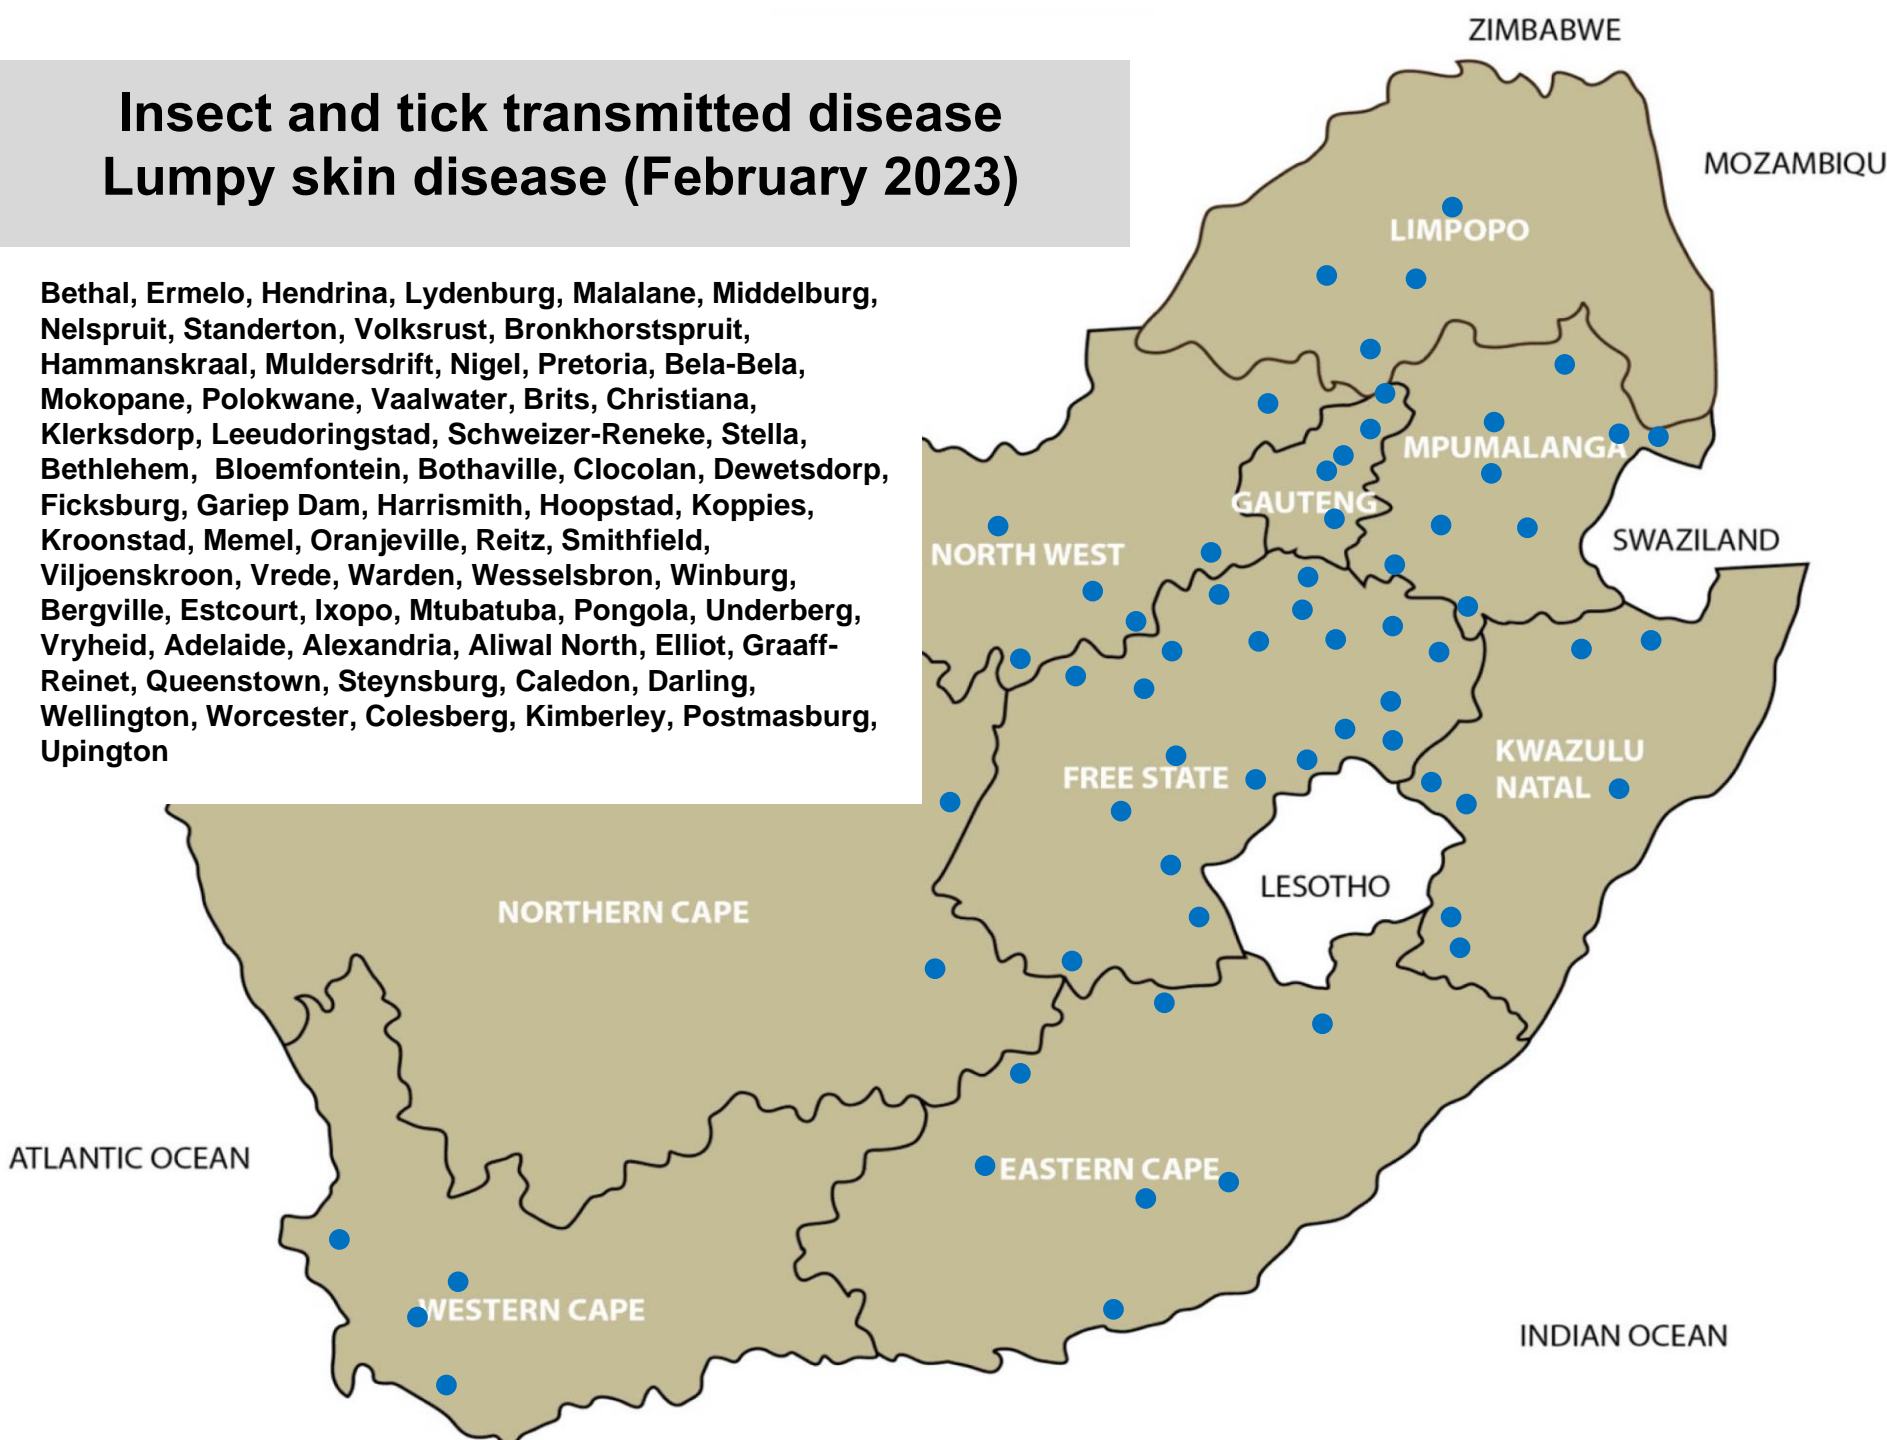 ZIMBABWE
Insect and tick transmitted disease
Lumpy skin disease (February 2023)
MOZAMBIQU
LIMPOPO
Bethal, Ermelo, Hendrina, Lydenburg, Malalane, Middelburg,
Nelspruit, Standerton, Volksrust, Bronkhorstspruit,
Hammanskraal, Muldersdrift, Nigel, Pretoria, Bela-Bela,
Mokopane, Polokwane, Vaalwater, Brits, Christiana,
Klerksdorp, Leeudoringstad, Schweizer-Reneke, Stella,
Bethlehem,  Bloemfontein, Bothaville, Clocolan, Dewetsdorp,
Ficksburg, Gariep Dam, Harrismith, Hoopstad, Koppies,
Kroonstad, Memel, Oranjeville, Reitz, Smithfield,
Viljoenskroon, Vrede, Warden, Wesselsbron, Winburg,
Bergville, Estcourt, Ixopo, Mtubatuba, Pongola, Underberg,
Vryheid, Adelaide, Alexandria, Aliwal North, Elliot, Graaff-
Reinet, Queenstown, Steynsburg, Caledon, Darling,
Wellington, Worcester, Colesberg, Kimberley, Postmasburg,
Upington
MPUMALANGA
GAUTENG
SWAZILAND
NORTH WEST
KWAZULU
NATAL
FREE STATE
LESOTHO
NORTHERN CAPE
ATLANTIC OCEAN
EASTERN CAPE
WESTERN CAPE
INDIAN OCEAN